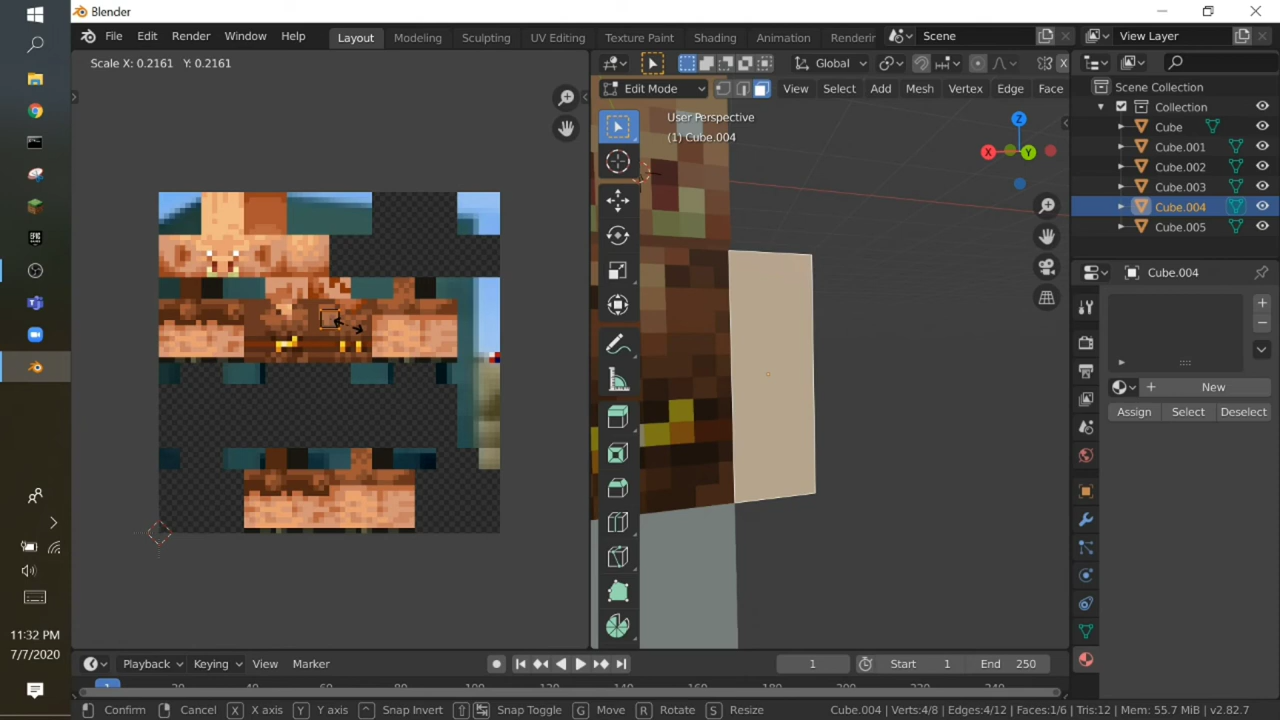 Blender
File Edit Render Window Help Layout Modeling Sculpting UV Editing Texture Paint Shading Animation Renderin Scene View Layer
Scale X: 0.2161 Y: 0.2161
Global
X
Edit Mode View Select Add Mesh Vertex Edge Face
User Perspective
(1) Cube.004
Z
X Y
Scene Collection
Collection
Cube
Cube.001
Cube.002
Cube.003
Cube.004
Cube.005
Cube.004
New
Assign Select Deselect
11:32 PM
7/7/2020
Playback Keying View Marker 1 Start 1 End 250
Confirm Cancel X X axis Y Y axis Snap Invert Snap Toggle G Move R Rotate S Resize Cube.004 | Verts:4/8 | Edges:4/12 | Faces:1/6 | Tris:12 | Mem: 55.7 MiB | v2.82.7